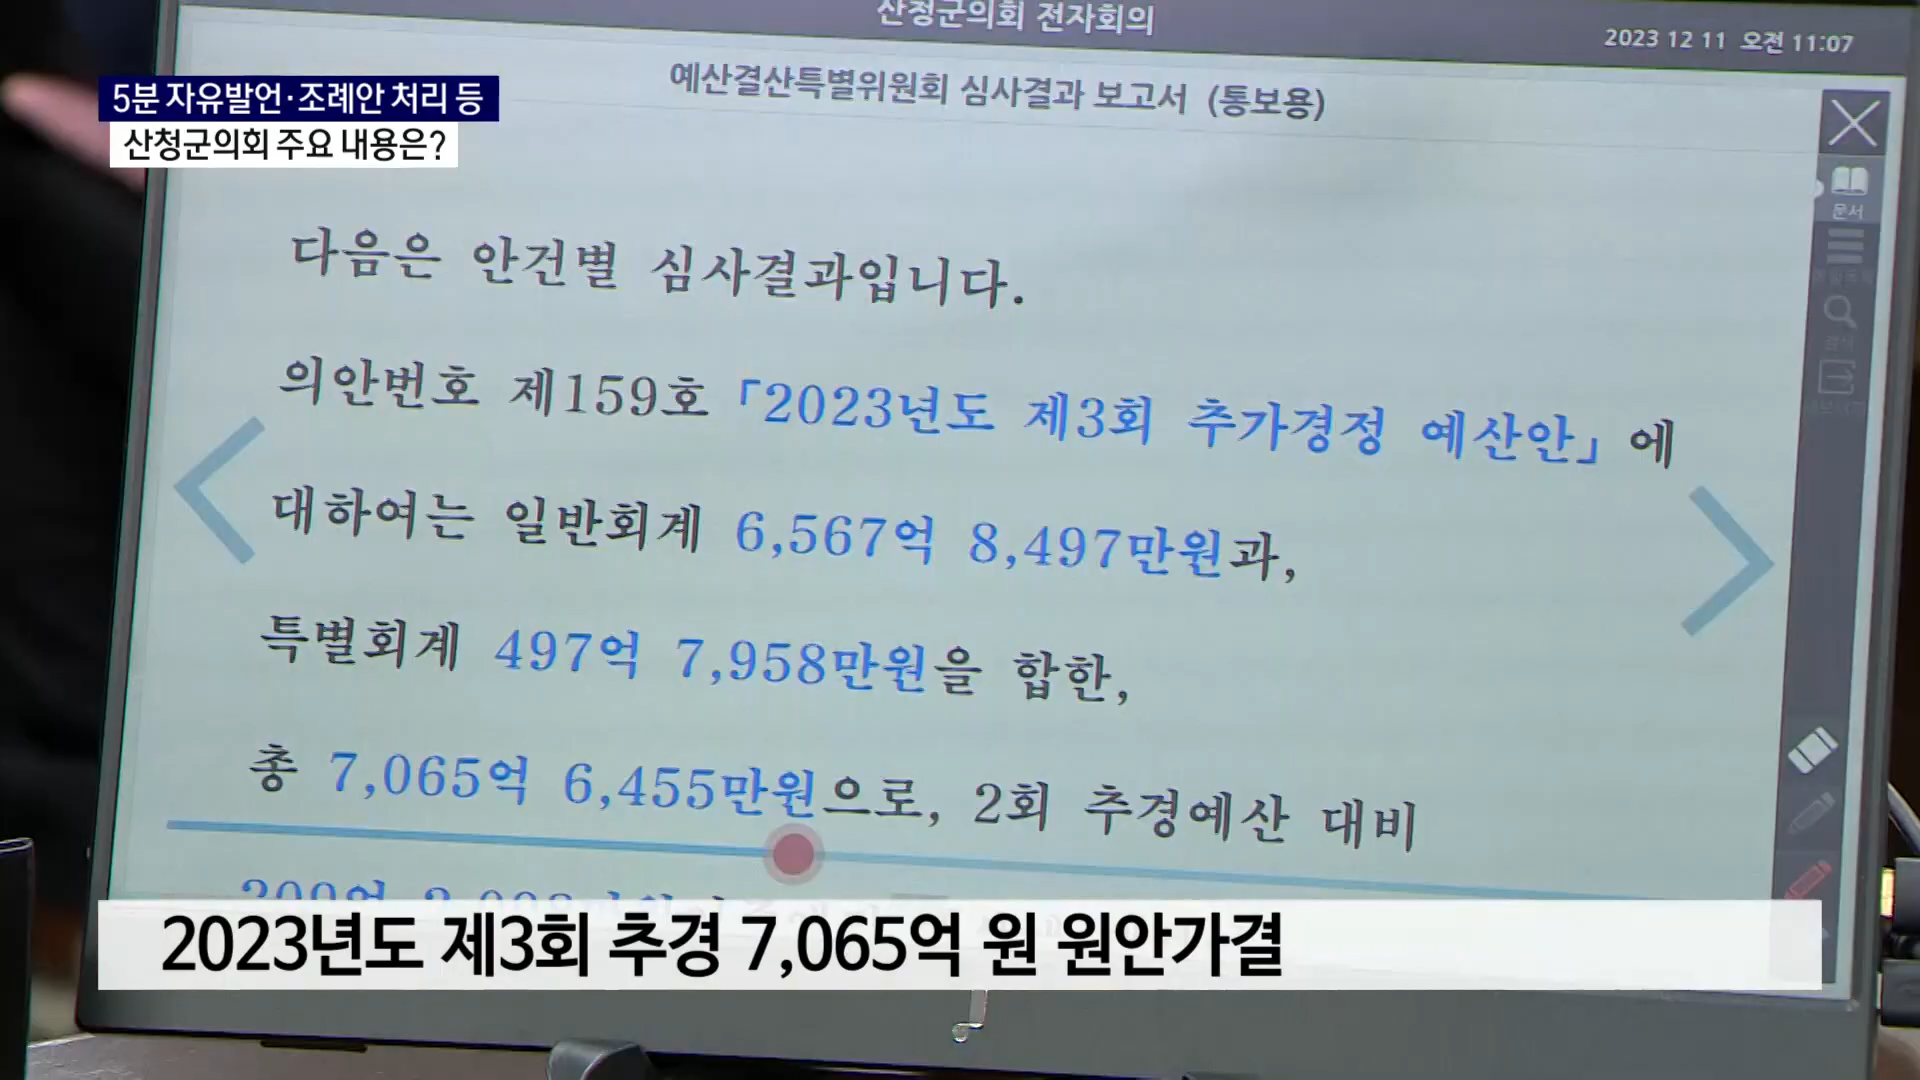 산청군의회 전자회의
2023 12 11 오전 11:07
5분 자유발언·조례안 처리 등
산청군의회 주요 내용은?
예산결산특별위원회 심사결과 보고서 (통보용)
문서
다음은 안건별 심사결과입니다.
의안번호 제159호 「2023년도 제3회 추가경정 예산안」에
대하여는 일반회계 6,567억 8,497만원과,
특별회계 497억 7,958만원을 합한,
총 7,065억 6,455만원으로, 2회 추경예산 대비
2023년도 제3회 추경 7,065억 원 원안가결